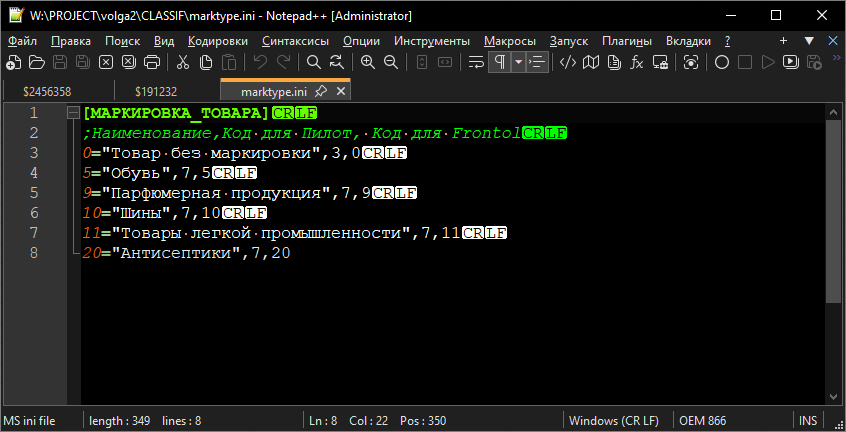 W:\PROJECT\volga2\CLASSIF\marktype.ini - Notepad++ [Administrator]
Файл Правка Поиск Вид Кодировки Синтаксисы Опции Инструменты Макросы Запуск Плагины Вкладки ?
$2456358 $191232 marktype.ini
1 [МАРКИРОВКА_ТОВАРА]CRLF
2 ;Наименование,Код·для·Пилот,·Код·для·FrontolCRLF
3 0="Товар·без·маркировки",3,0CRLF
4 5="Обувь",7,5CRLF
5 9="Парфюмерная·продукция",7,9CRLF
6 10="Шины",7,10CRLF
7 11="Товары·легкой·промышленности",7,11CRLF
8 20="Антисептики",7,20
MS ini file length : 349 lines : 8 Ln : 8 Col : 22 Pos : 350 Windows (CR LF) OEM 866 INS